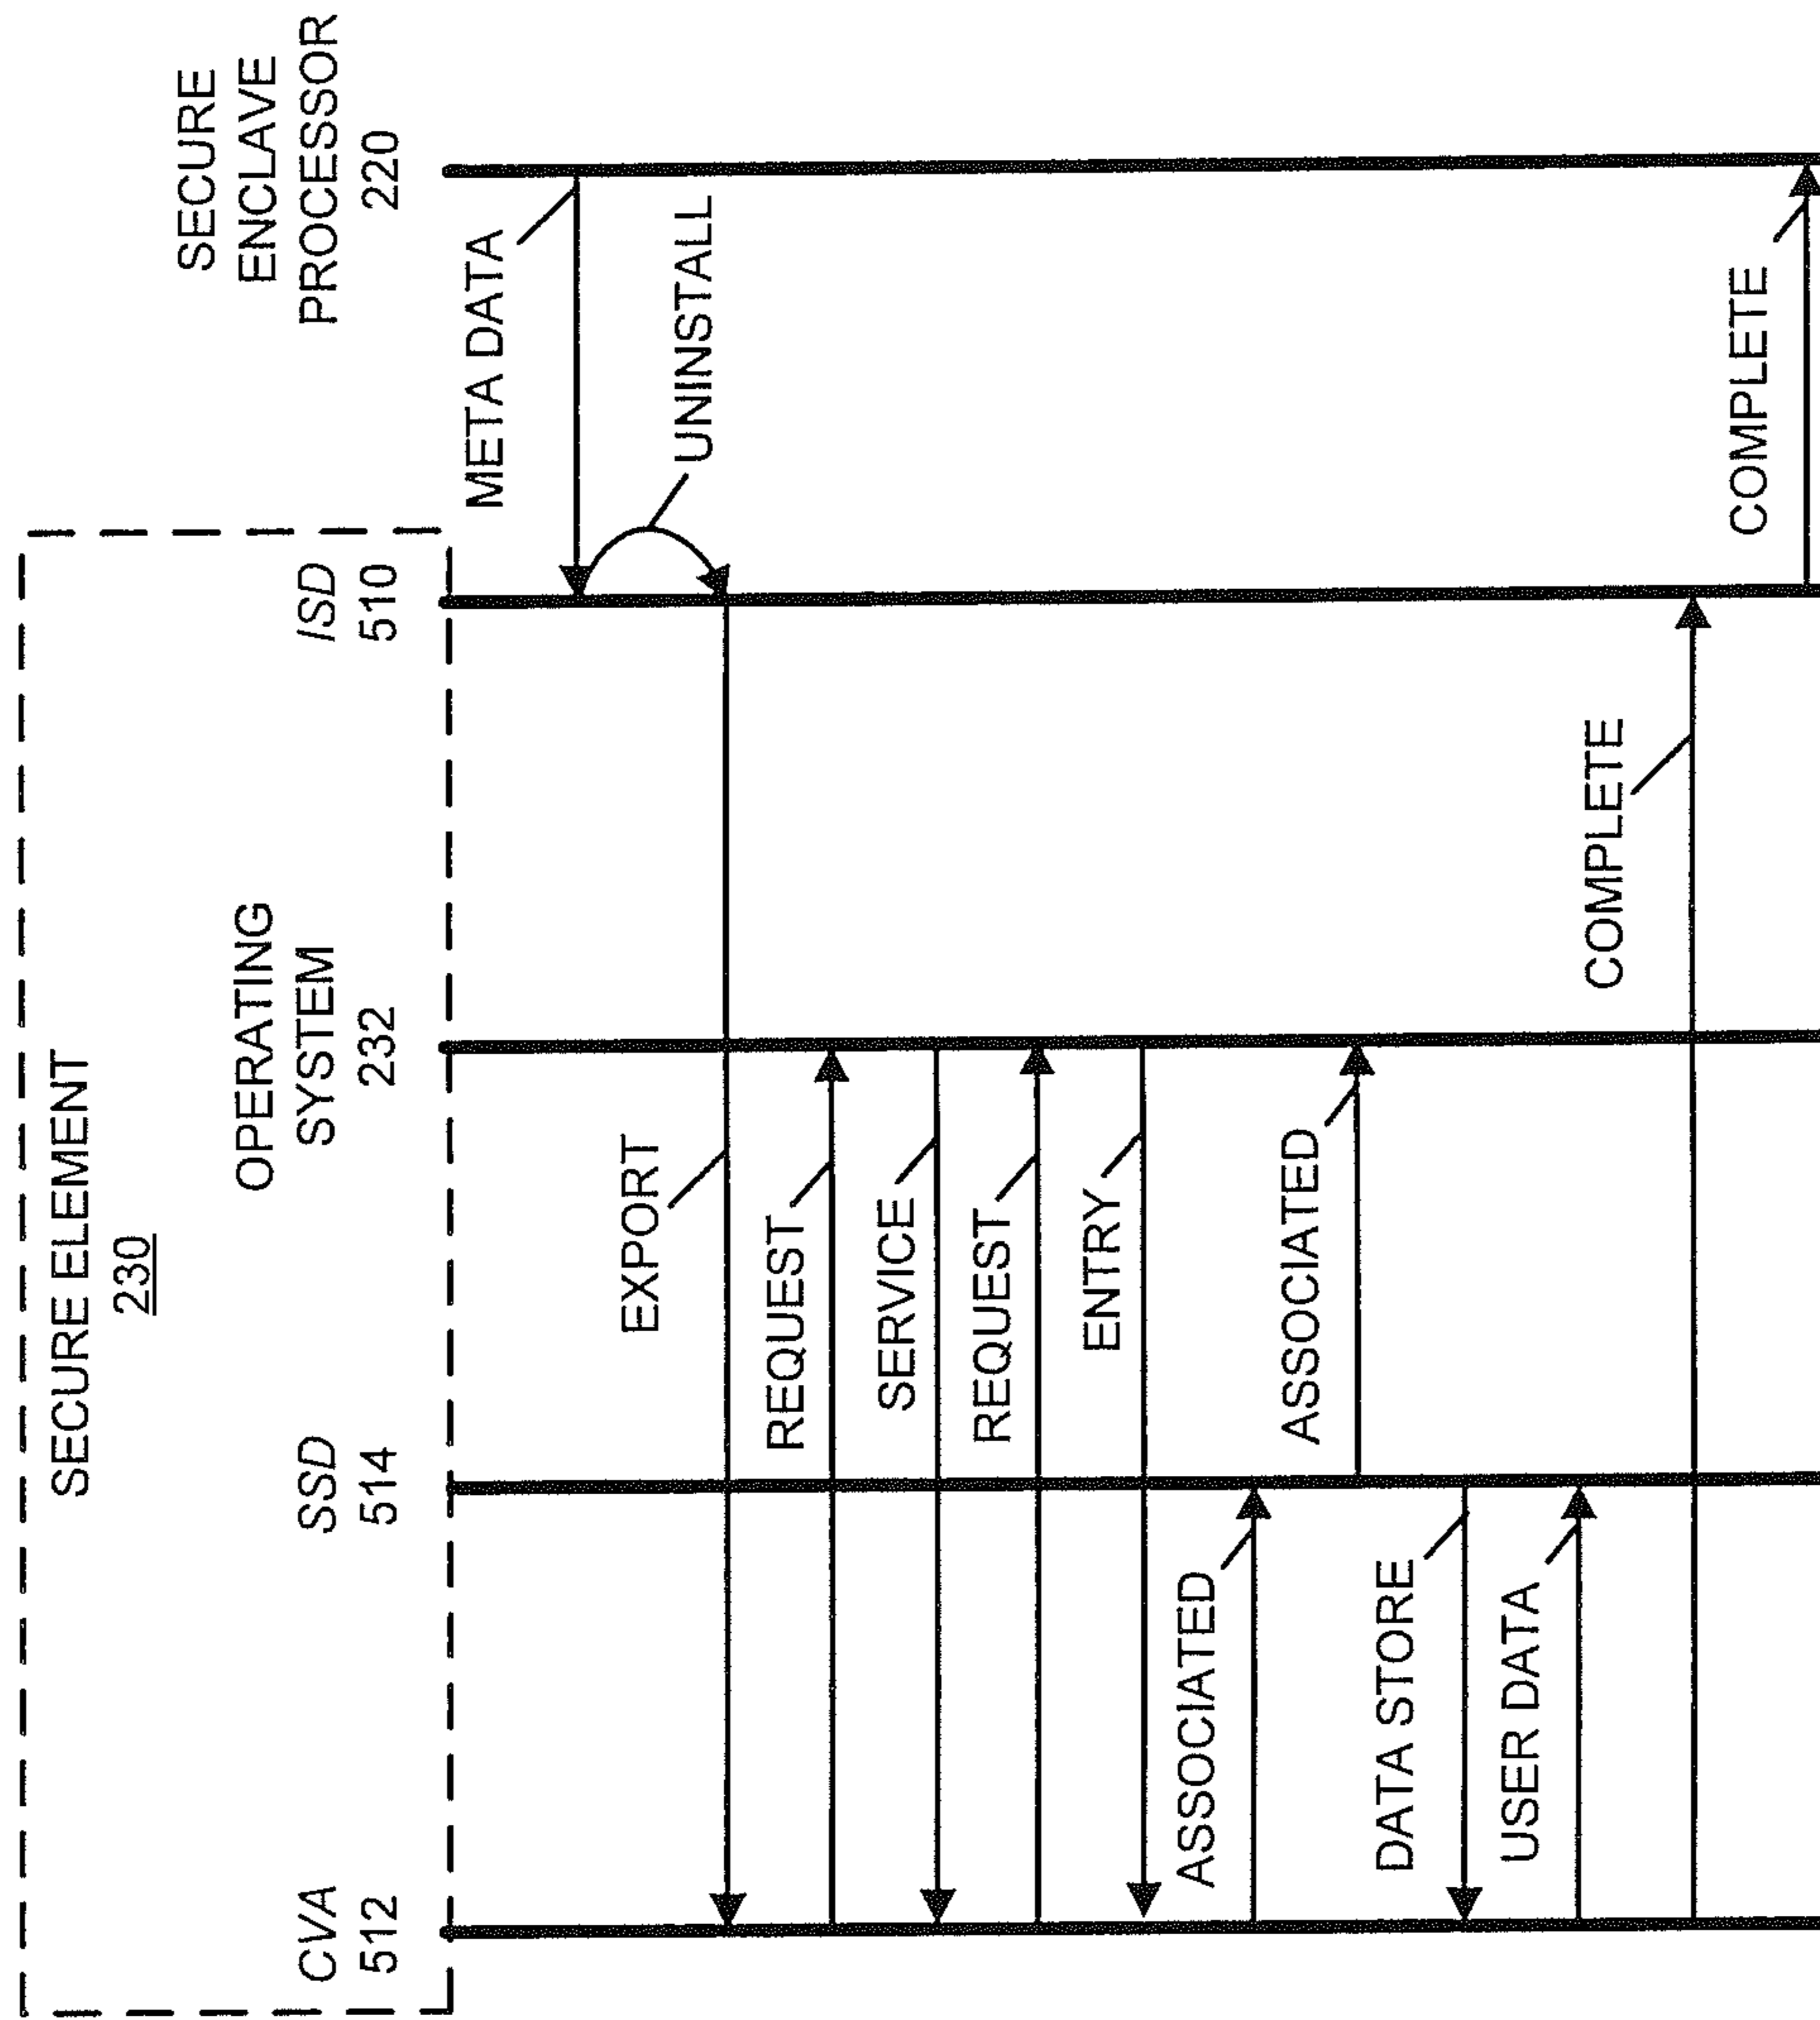 SECURE ELEMENT
230
CVA
512
SSD
514
OPERATING
SYSTEM
232
ISD
510
SECURE
ENCLAVE
PROCESSOR
220
META DATA
UNINSTALL
EXPORT
REQUEST
SERVICE
REQUEST
ENTRY
ASSOCIATED
ASSOCIATED
DATA STORE
USER DATA
COMPLETE
COMPLETE